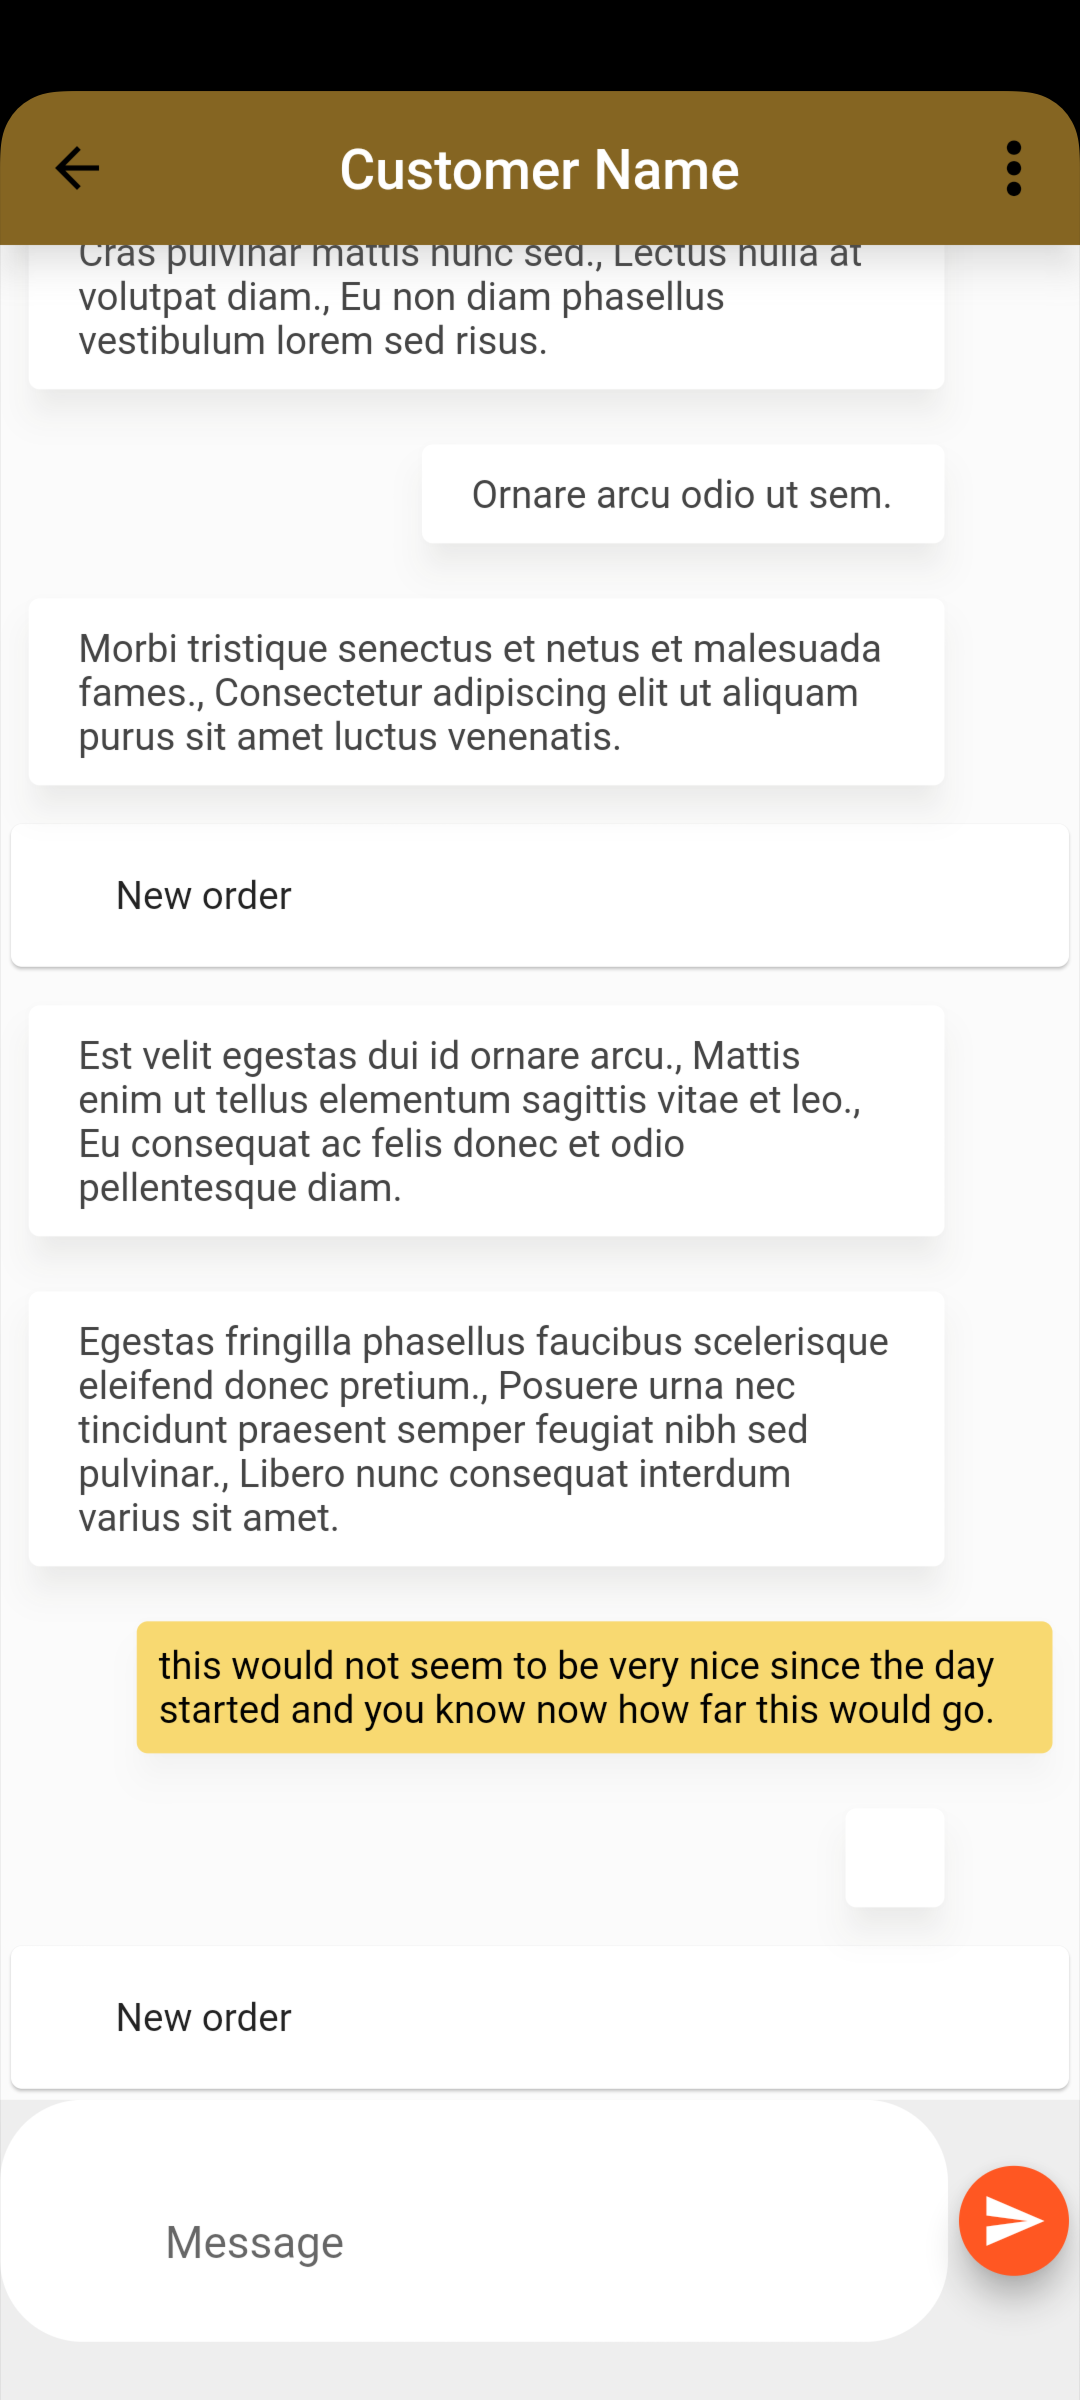 Customer Name
Cras pulvinar mattis nunc sed., Lectus nulla at
volutpat diam., Eu non diam phasellus
vestibulum lorem sed risus.
Ornare arcu odio ut sem.
Morbi tristique senectus et netus et malesuada
fames., Consectetur adipiscing elit ut aliquam
purus sit amet luctus venenatis.
New order
Est velit egestas dui id ornare arcu., Mattis
enim ut tellus elementum sagittis vitae et leo.,
Eu consequat ac felis donec et odio
pellentesque diam.
Egestas fringilla phasellus faucibus scelerisque
eleifend donec pretium., Posuere urna nec
tincidunt praesent semper feugiat nibh sed
pulvinar., Libero nunc consequat interdum
varius sit amet.
this would not seem to be very nice since the day
started and you know now how far this would go.
New order
Message